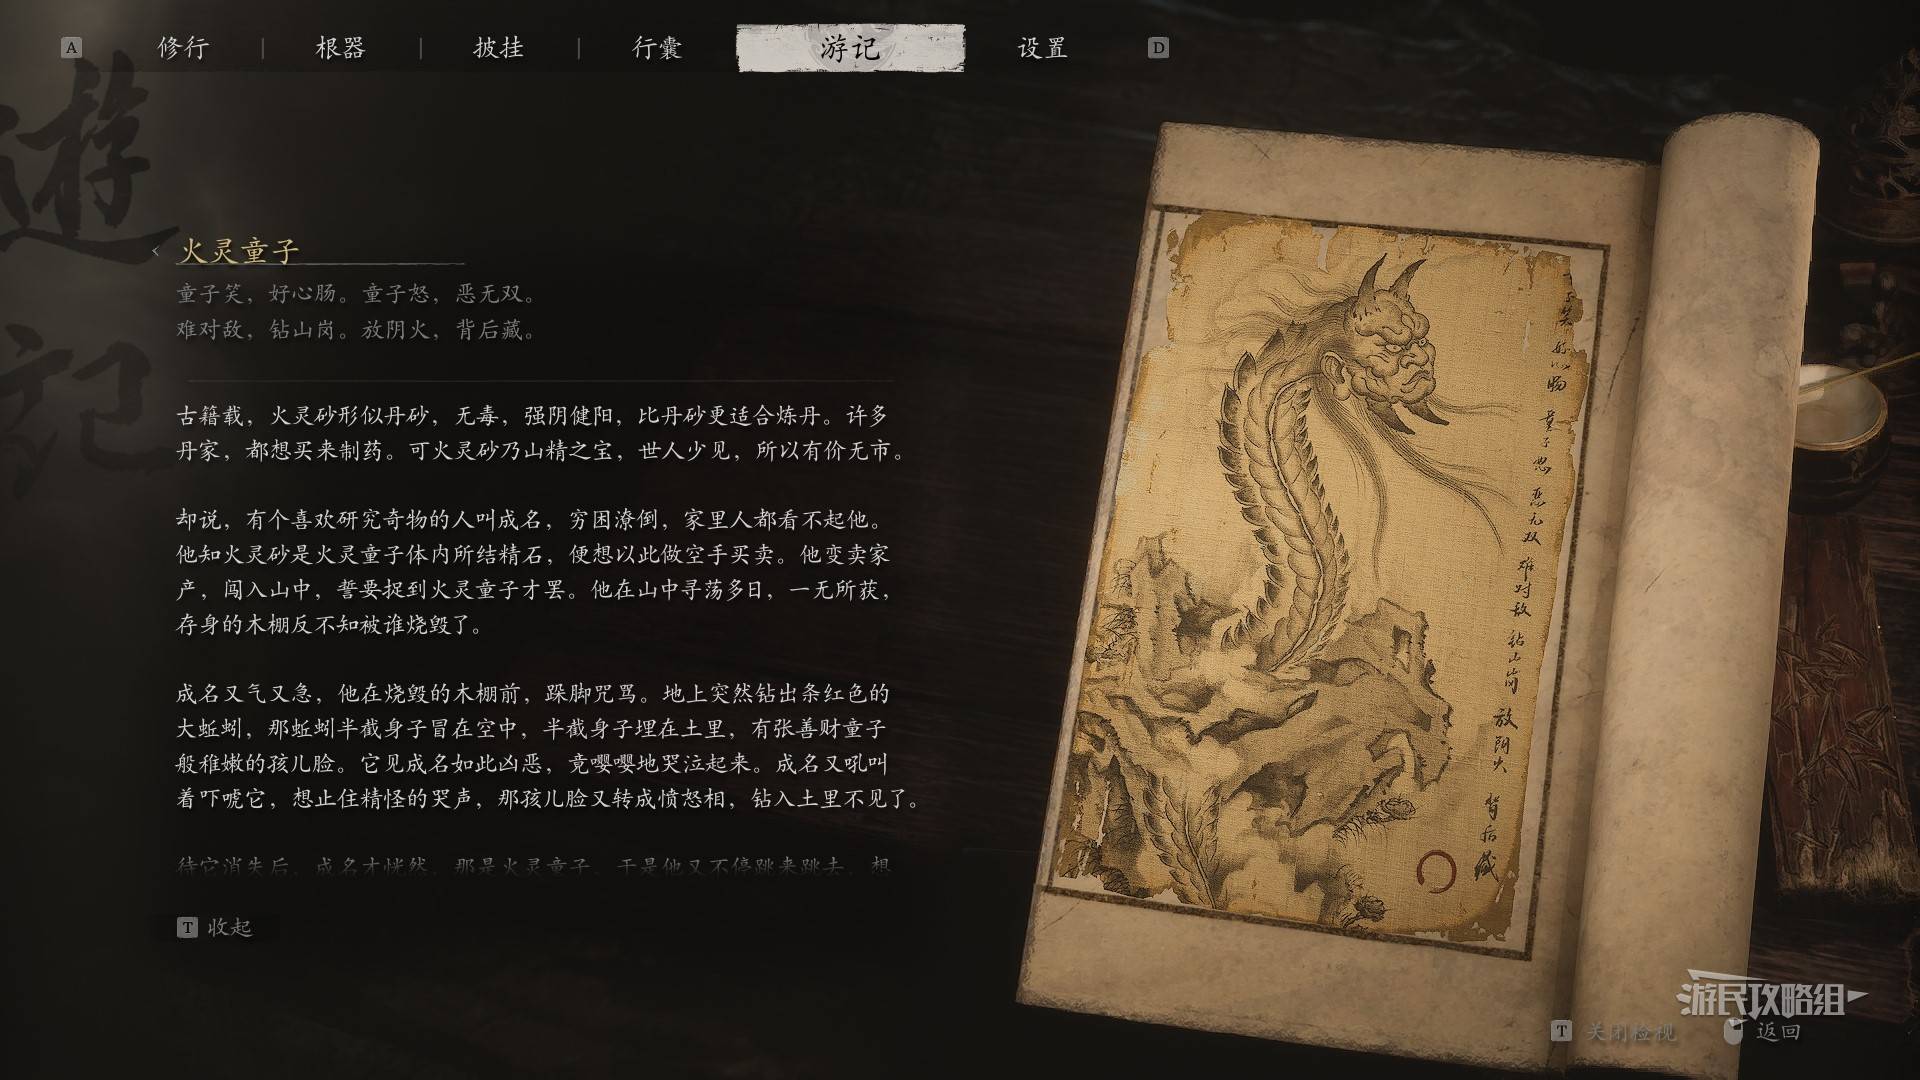 A 修行 | 根器 | 披挂 | 行囊 游记 设置 D
遊記
火灵童子
童子笑，好心肠。童子怒，恶无双。
难对敌，钻山岗。放阴火，背后藏。
古籍载，火灵砂形似丹砂，无毒，强阴健阳，比丹砂更适合炼丹。许多
丹家，都想买来制药。可火灵砂乃山精之宝，世人少见，所以有价无市。
却说，有个喜欢研究奇物的人叫成名，穷困潦倒，家里人都看不起他。
他知火灵砂是火灵童子体内所结精石，便想以此做空手买卖。他变卖家
产，闯入山中，誓要捉到火灵童子才罢。他在山中寻荡多日，一无所获，
存身的木棚反不知被谁烧毁了。
成名又气又急，他在烧毁的木棚前，跺脚咒骂。地上突然钻出条红色的
大蚯蚓，那蚯蚓半截身子冒在空中，半截身子埋在土里，有张善财童子
般稚嫩的孩儿脸。它见成名如此凶恶，竟嘤嘤地哭泣起来。成名又吼叫
着吓唬它，想止住精怪的哭声，那孩儿脸又转成愤怒相，钻入土里不见了。
待它消失后，成名才恍然，那是火灵童子。于是他又不停跳来跳去，想
T 收起
笑 好心肠 童子怒 恶无双 难对敌 钻山岗 放阴火 背后藏
游民攻略组
T 关闭检视 返回